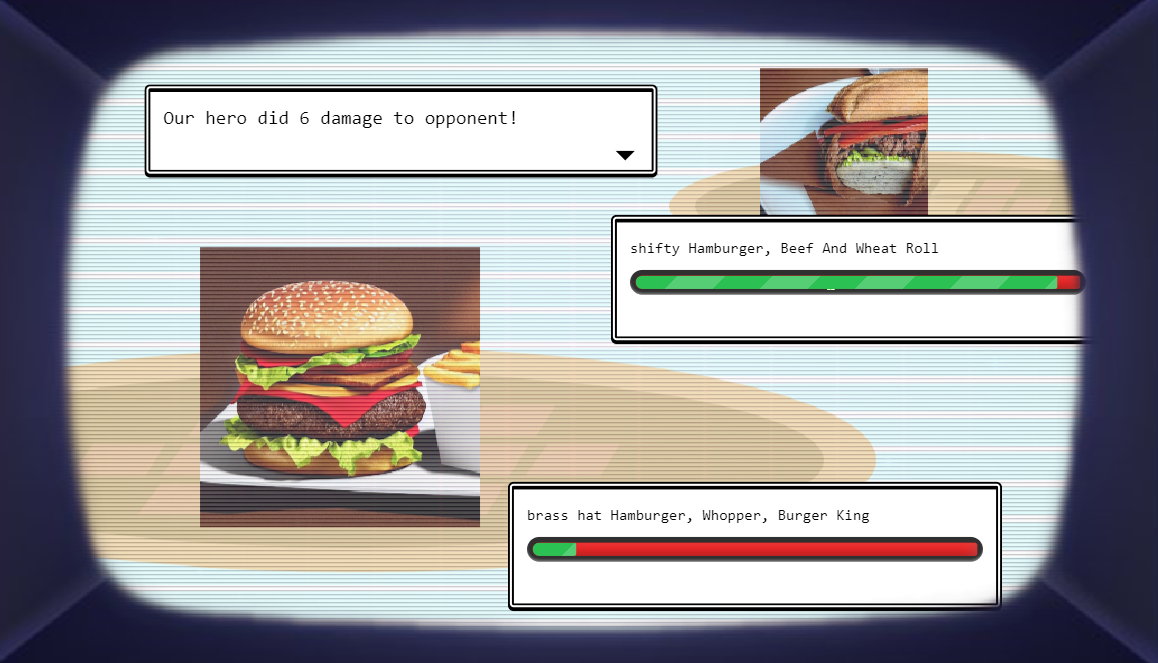 Our hero did 6 damage to opponent!
shifty Hamburger, Beef And Wheat Roll
brass hat Hamburger, Whopper, Burger King